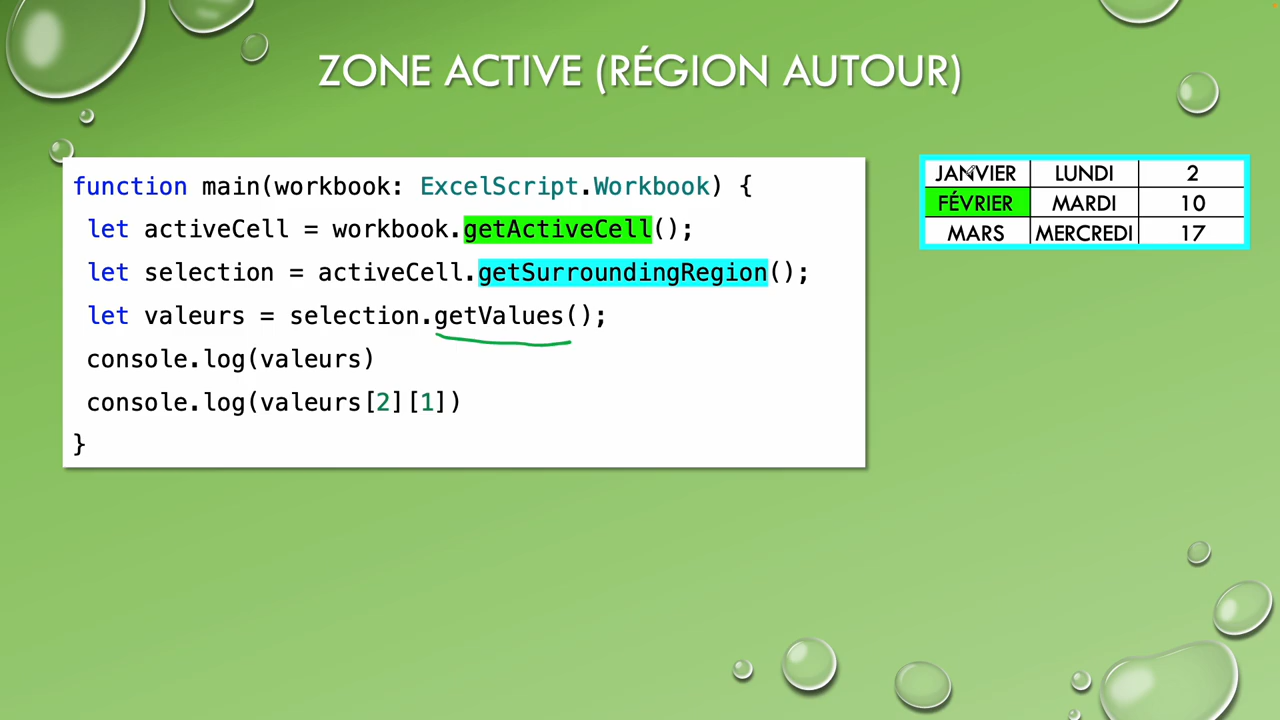 ZONE ACTIVE (RÉGION AUTOUR)
function main(workbook: ExcelScript.Workbook) {
let activeCell = workbook.getActiveCell();
let selection = activeCell.getSurroundingRegion();
let valeurs = selection.getValues();
console.log(valeurs)
console.log(valeurs[2][1])
}
JANVIER LUNDI 2
FÉVRIER MARDI 10
MARS MERCREDI 17